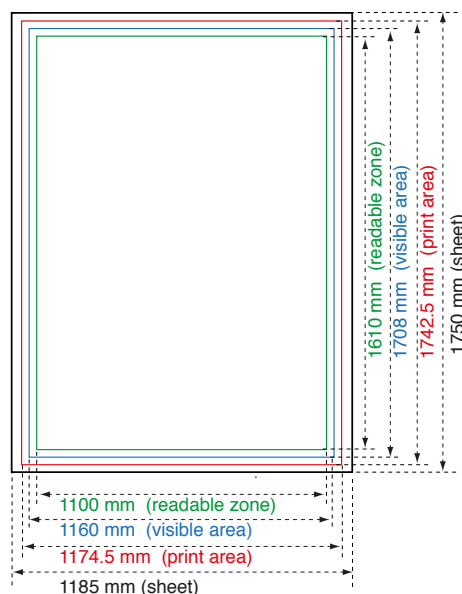 1610 mm (readable zone)
1708 mm (visible area)
1742.5 mm (print area)
1750 mm (sheet)
1100 mm (readable zone)
1160 mm (visible area)
1174.5 mm (print area)
1185 mm (sheet)